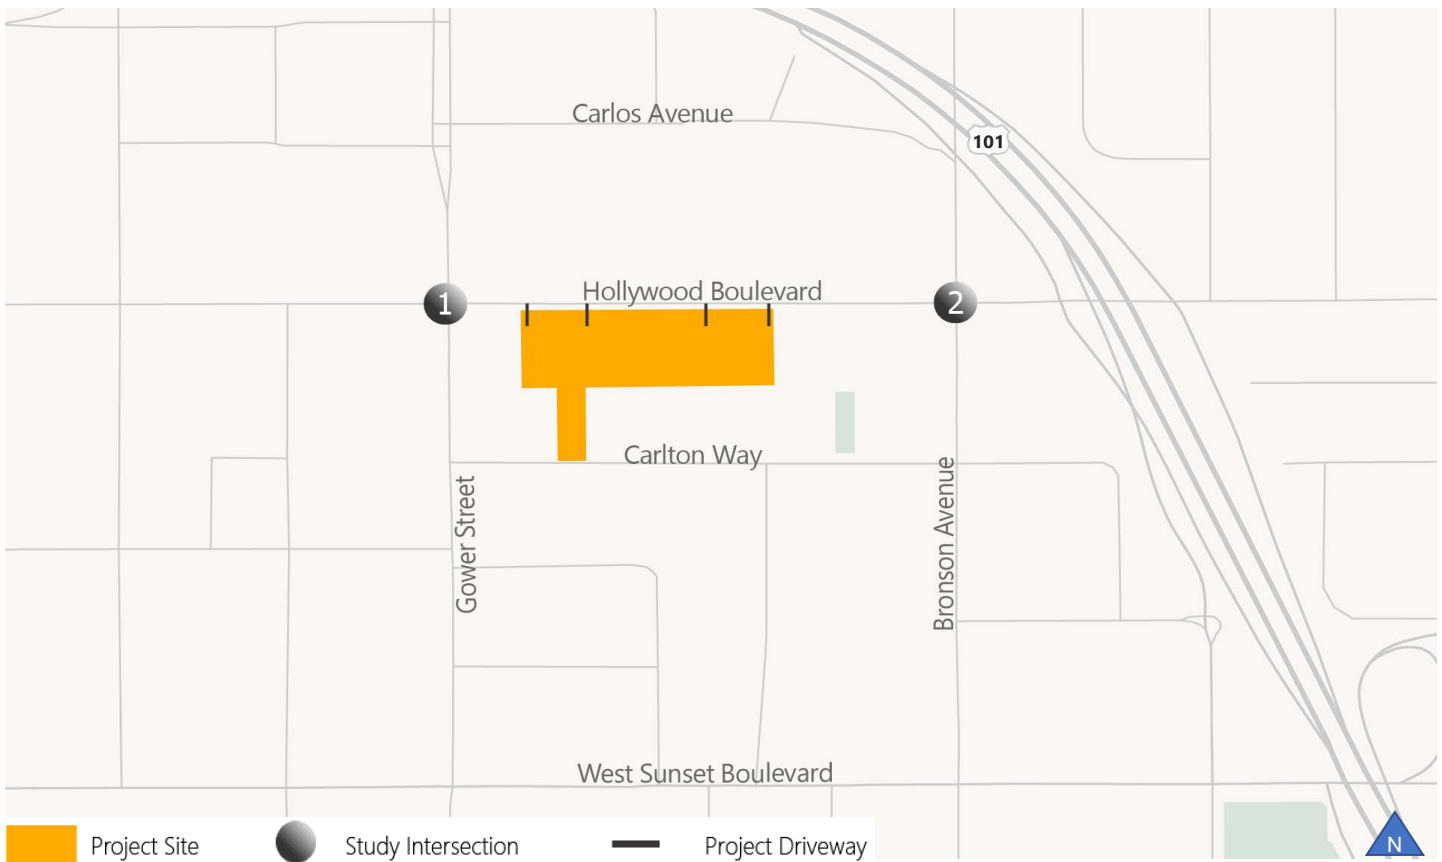 Carlos Avenue
101
Hollywood Boulevard
1
2
Carlton Way
Gower Street
Bronson Avenue
West Sunset Boulevard
Project Site
Study Intersection
Project Driveway
N